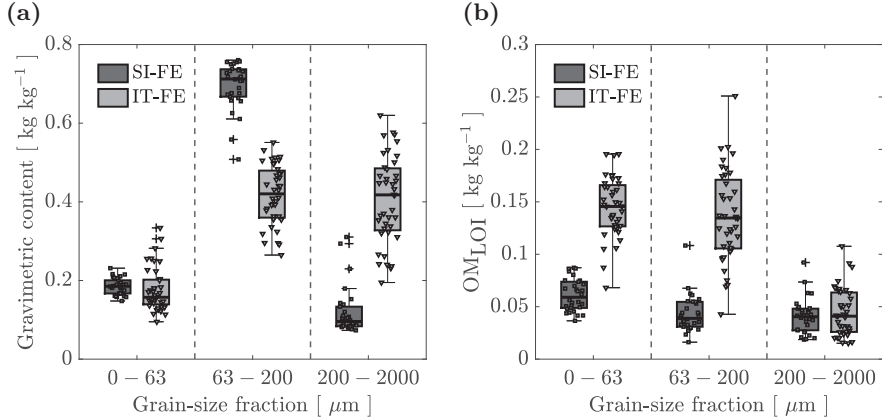 (a)
Gravimetric content [ kg kg⁻¹ ]
0.8
0.6
0.4
0.2
0
SI-FE
IT-FE
0 − 63
63 − 200
200 − 2000
Grain-size fraction [ μm ]
(b)
OM_LOI [ kg kg⁻¹ ]
0.3
0.25
0.2
0.15
0.1
0.05
0
SI-FE
IT-FE
0 − 63
63 − 200
200 − 2000
Grain-size fraction [ μm ]